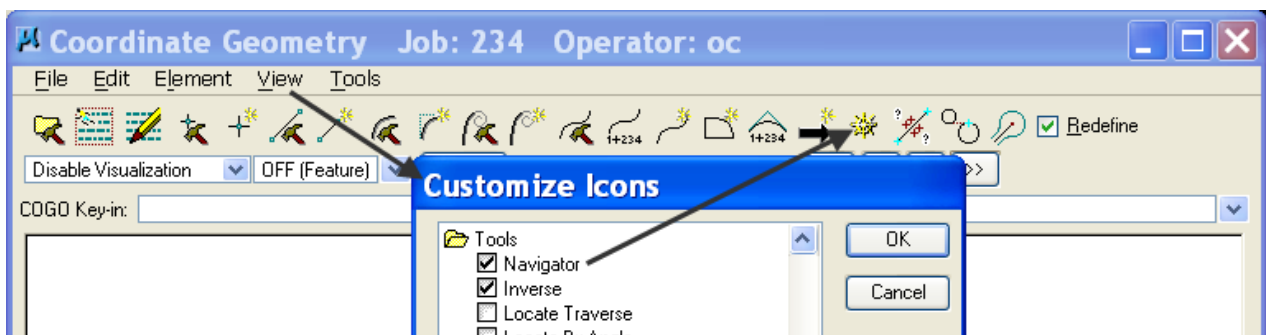 Coordinate Geometry Job: 234 Operator: oc
File Edit Element View Tools
1+234 1+234 Redefine
Disable Visualization OFF (Feature) >>
Customize Icons
COGO Key-in:
Tools OK
Navigator
Inverse Cancel
Locate Traverse